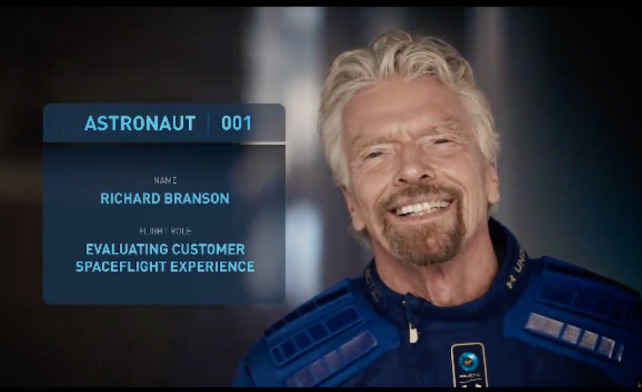 ASTRONAUT | 001
NAME
RICHARD BRANSON
FLIGHT ROLE
EVALUATING CUSTOMER
SPACEFLIGHT EXPERIENCE